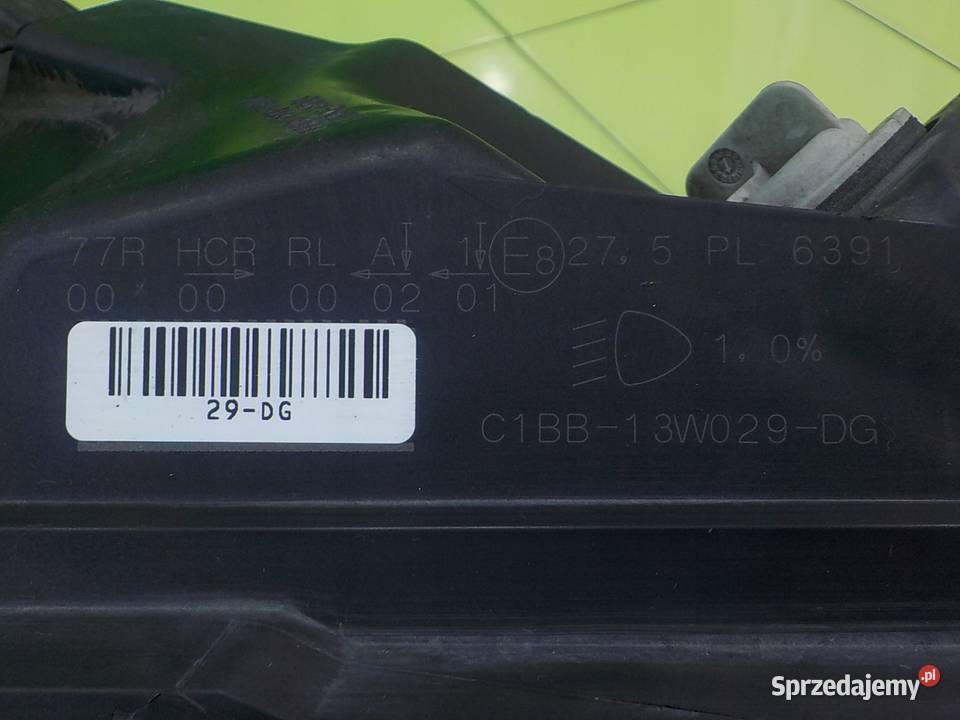 77R HCR RL A 1 E8 27.5 PL 6391
00 00 00 02 01
1.0%
29-DG
C1BB-13W029-DG
Sprzedajemy.pl